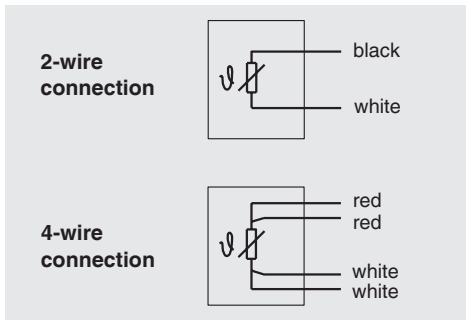 2-wire
connection
black
ϑ
white
4-wire
connection
red
red
ϑ
white
white